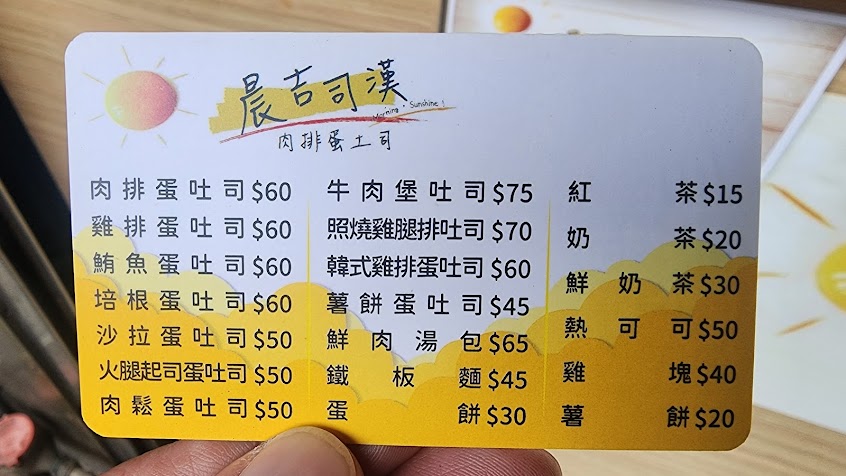 晨吉司漢
Morning · Sunshine!
肉排蛋土司
肉排蛋吐司$60
雞排蛋吐司$60
鮪魚蛋吐司$60
培根蛋吐司$60
沙拉蛋吐司$50
火腿起司蛋吐司$50
肉鬆蛋吐司$50
牛肉堡吐司$75
照燒雞腿排吐司$70
韓式雞排蛋吐司$60
薯餅蛋吐司$45
鮮肉湯包$65
鐵板麵$45
蛋餅$30
紅茶$15
奶茶$20
鮮奶茶$30
熱可可$50
雞塊$40
薯餅$20